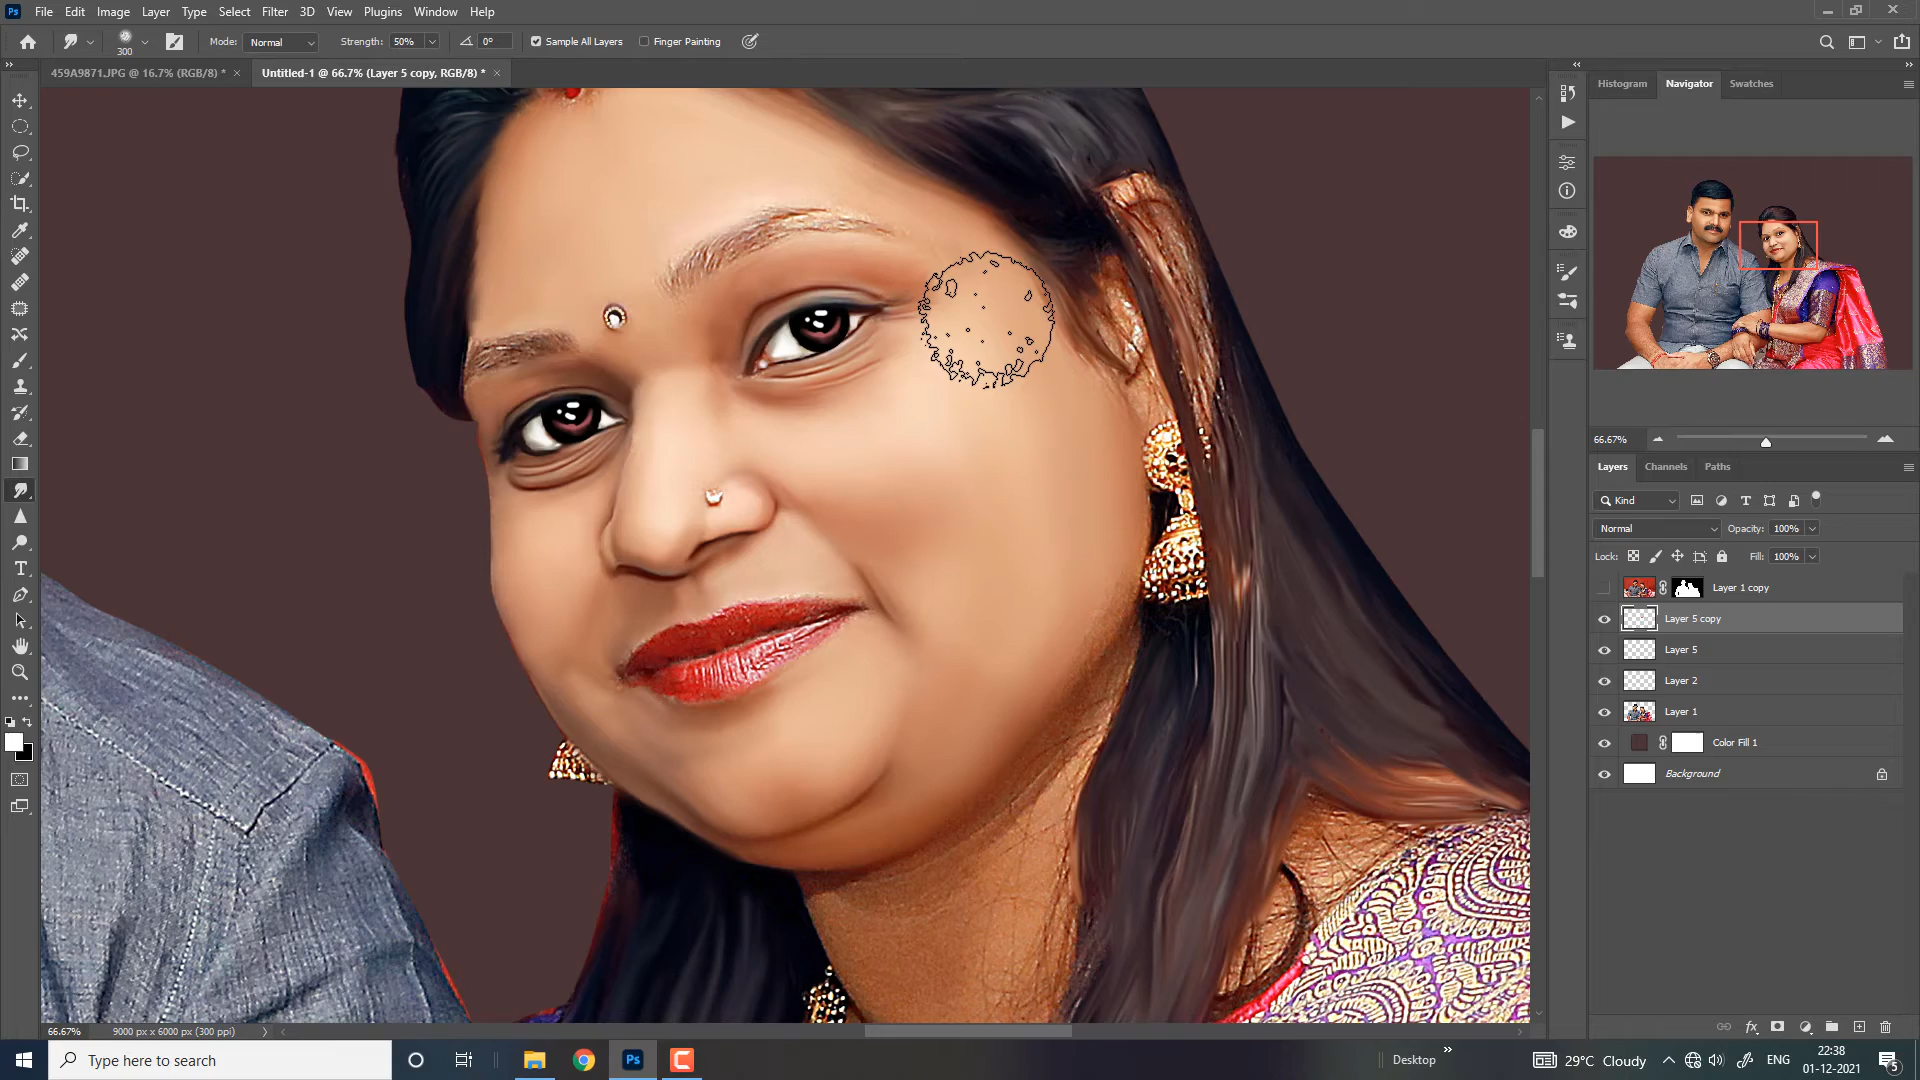 Ps File Edit Image Layer Type Select Filter 3D View Plugins Window Help
300 Mode: Normal Strength: 50% 0° Sample All Layers Finger Painting
459A9871.JPG @ 16.7% (RGB/8) * × Untitled-1 @ 66.7% (Layer 5 copy, RGB/8) * ×
Histogram Navigator Swatches
66.67%
Layers Channels Paths
Kind
Normal Opacity: 100%
Lock: Fill: 100%
Layer 1 copy
Layer 5 copy
Layer 5
Layer 2
Layer 1
Color Fill 1
Background
66.67% 9000 px x 6000 px (300 ppi)
Type here to search
Ps
Desktop
29°C Cloudy
ENG
22:38
01-12-2021
5